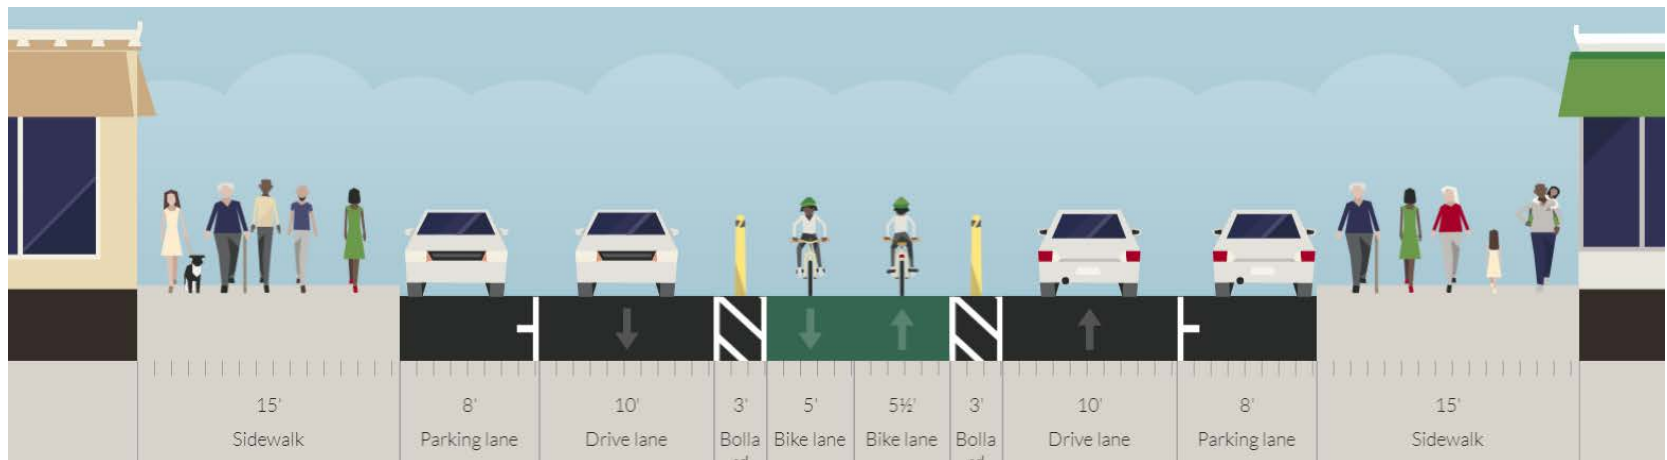 15' 8' 10' 3' 5' 5½' 3' 10' 8' 15'
Sidewalk Parking lane Drive lane Bolla Bike lane Bike lane Bolla Drive lane Parking lane Sidewalk